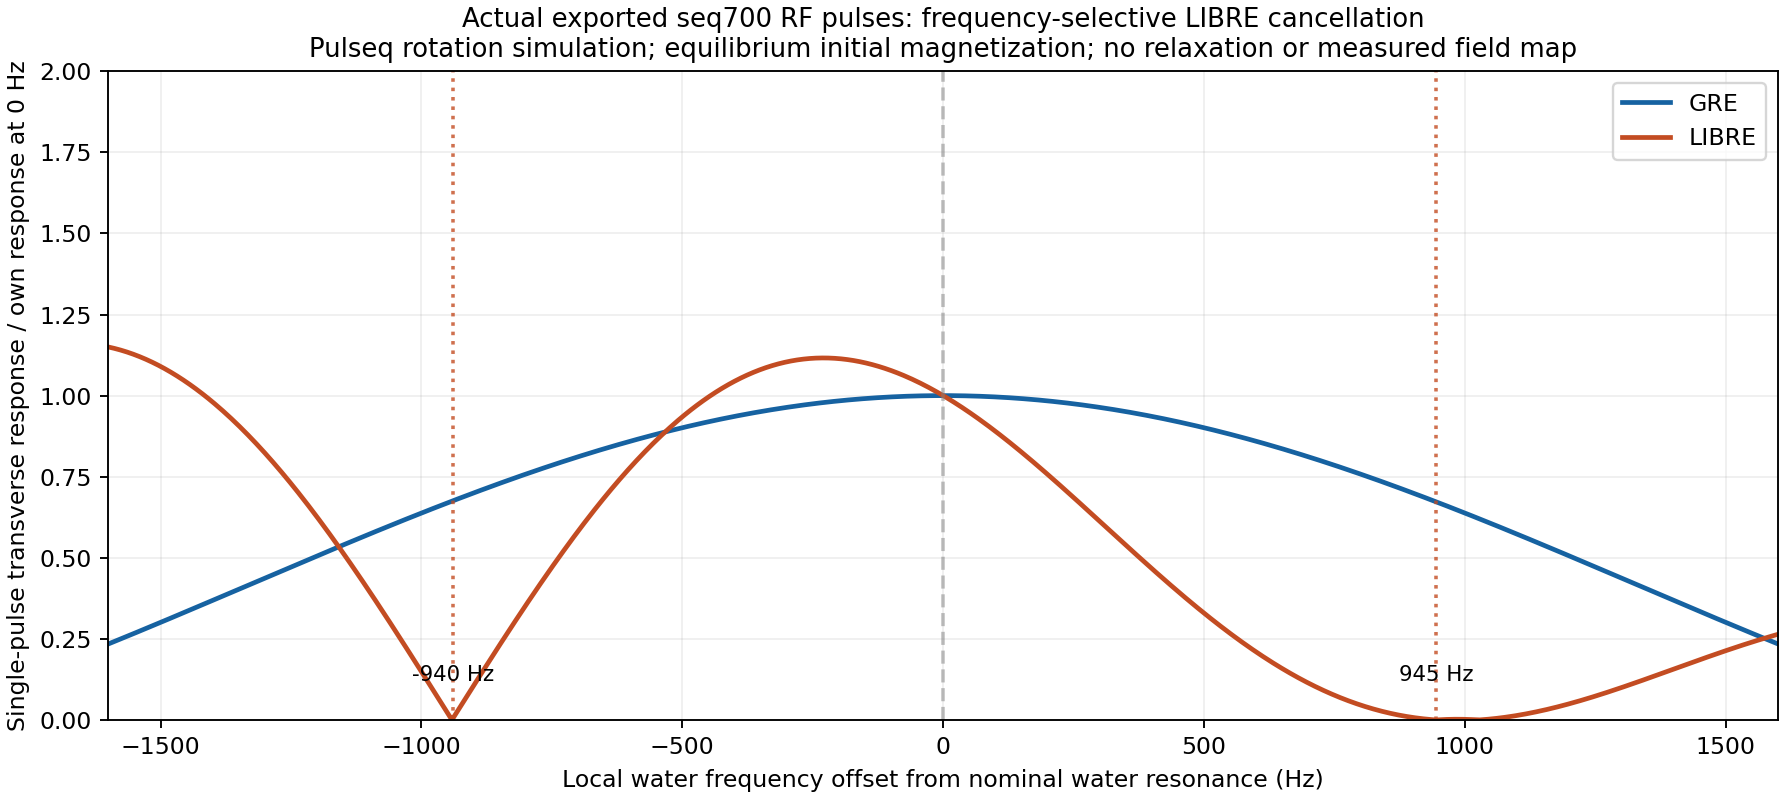 Actual exported seq700 RF pulses: frequency-selective LIBRE cancellation
Pulseq rotation simulation; equilibrium initial magnetization; no relaxation or measured field map
Single-pulse transverse response / own response at 0 Hz
2.00
1.75
1.50
1.25
1.00
0.75
0.50
0.25
0.00
GRE
LIBRE
-940 Hz
945 Hz
−1500
−1000
−500
0
500
1000
1500
Local water frequency offset from nominal water resonance (Hz)